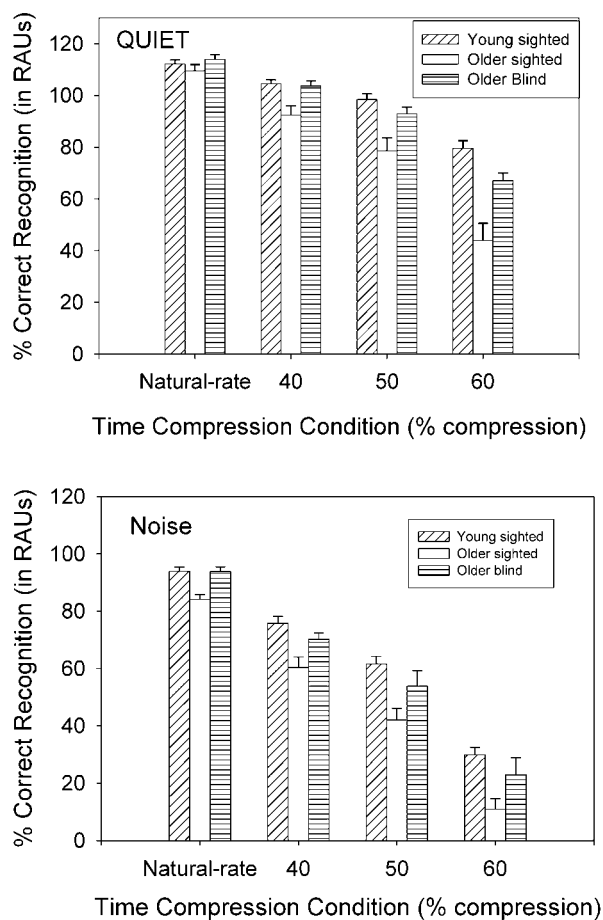 % Correct Recognition (in RAUs)
120
100
80
60
40
20
0
QUIET
Young sighted
Older sighted
Older Blind
Natural-rate 40 50 60
Time Compression Condition (% compression)
% Correct Recognition (in RAUs)
120
100
80
60
40
20
0
Noise
Young sighted
Older sighted
Older blind
Natural-rate 40 50 60
Time Compression Condition (% compression)